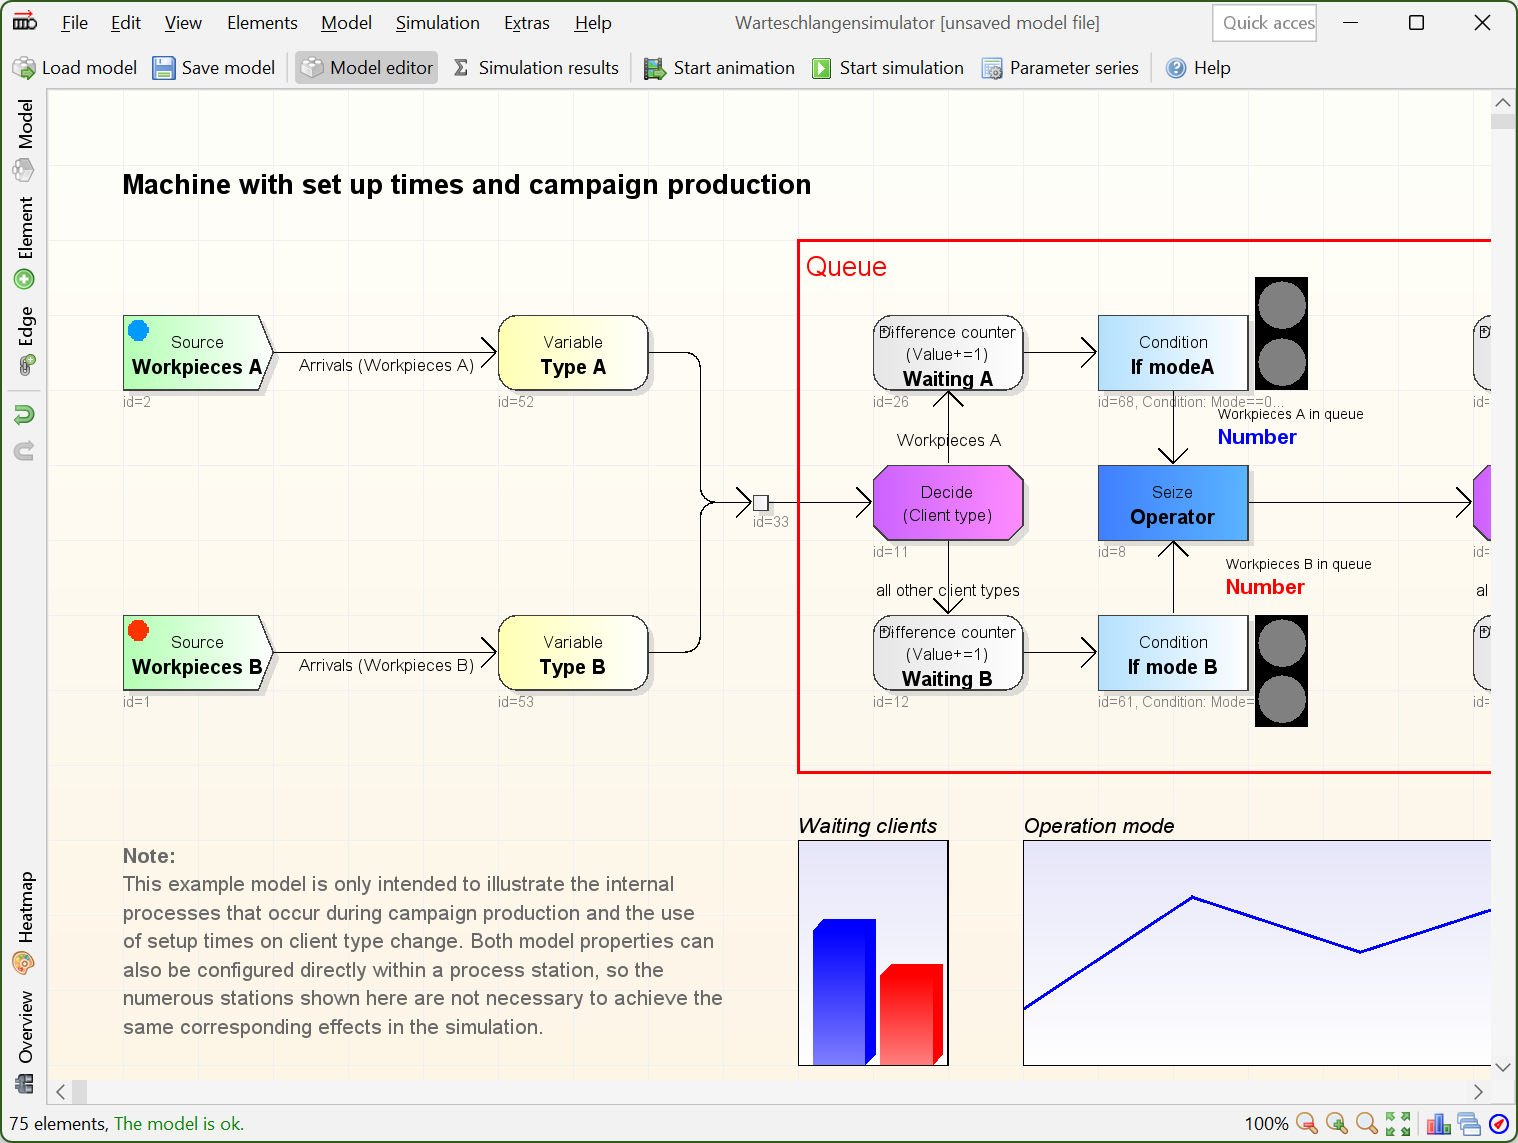 File Edit View Elements Model Simulation Extras Help Warteschlangensimulator [unsaved model file] Quick acces
Load model Save model Model editor Simulation results Start animation Start simulation Parameter series Help
Model
Element
Edge
Heatmap
Overview
Machine with set up times and campaign production
Queue
Source
Workpieces A
id=2
Arrivals (Workpieces A)
Variable
Type A
id=52
Difference counter
(Value+=1)
Waiting A
id=26
Condition
If modeA
id=68, Condition: Mode==0...
Workpieces A in queue
Number
Workpieces A
id=33
Decide
(Client type)
id=11
Seize
Operator
id=8
id=
Workpieces B in queue
Number
all other client types
al
Source
Workpieces B
id=1
Arrivals (Workpieces B)
Variable
Type B
id=53
Difference counter
(Value+=1)
Waiting B
id=12
Condition
If mode B
id=61, Condition: Mode=
D
id=
D
id=
Waiting clients
Operation mode
Note:
This example model is only intended to illustrate the internal
processes that occur during campaign production and the use
of setup times on client type change. Both model properties can
also be configured directly within a process station, so the
numerous stations shown here are not necessary to achieve the
same corresponding effects in the simulation.
75 elements, The model is ok.
100%